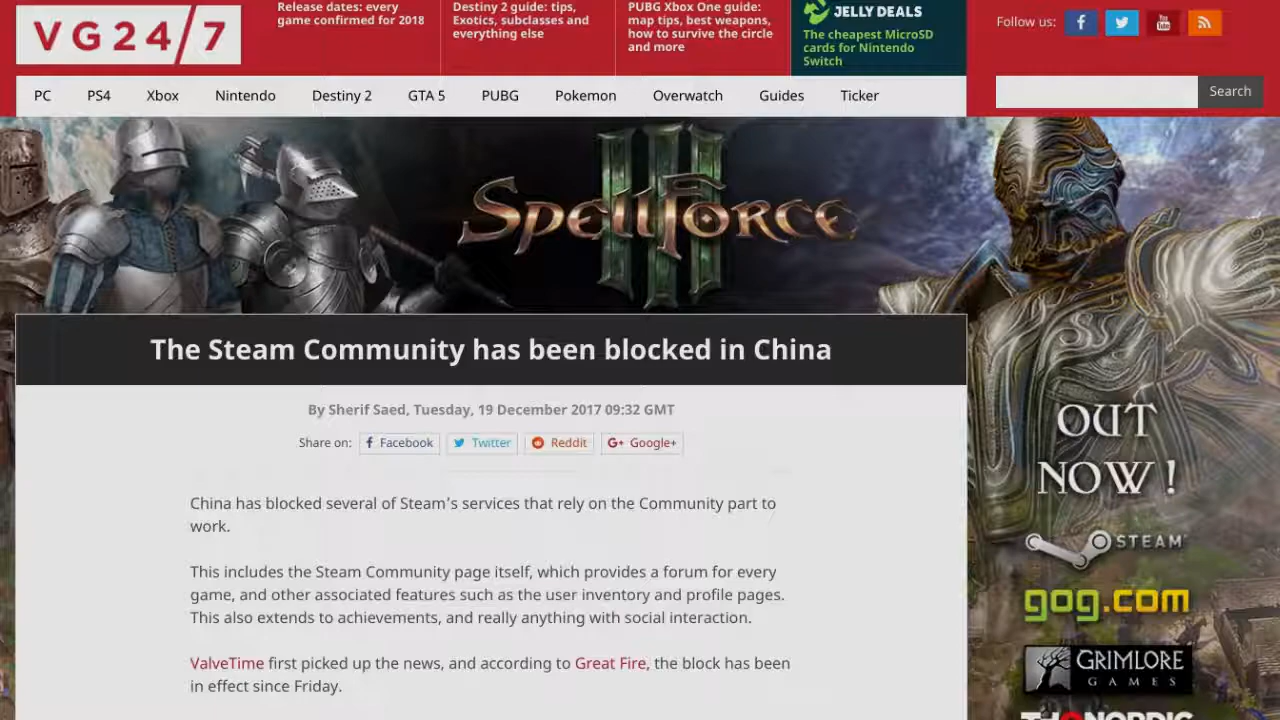 VG24/7
Release dates: every
game confirmed for 2018
Destiny 2 guide: tips,
Exotics, subclasses and
everything else
PUBG Xbox One guide:
map tips, best weapons,
how to survive the circle
and more
JELLY DEALS
The cheapest MicroSD
cards for Nintendo
Switch
Follow us:
PC PS4 Xbox Nintendo Destiny 2 GTA 5 PUBG Pokemon Overwatch Guides Ticker
Search
SpellForce
III
The Steam Community has been blocked in China
By Sherif Saed, Tuesday, 19 December 2017 09:32 GMT
Share on: Facebook Twitter Reddit Google+
China has blocked several of Steam's services that rely on the Community part to
work.
This includes the Steam Community page itself, which provides a forum for every
game, and other associated features such as the user inventory and profile pages.
This also extends to achievements, and really anything with social interaction.
ValveTime first picked up the news, and according to Great Fire, the block has been
in effect since Friday.
OUT
NOW!
STEAM
gog.com
GRIMLORE
GAMES
THQ NORDIC